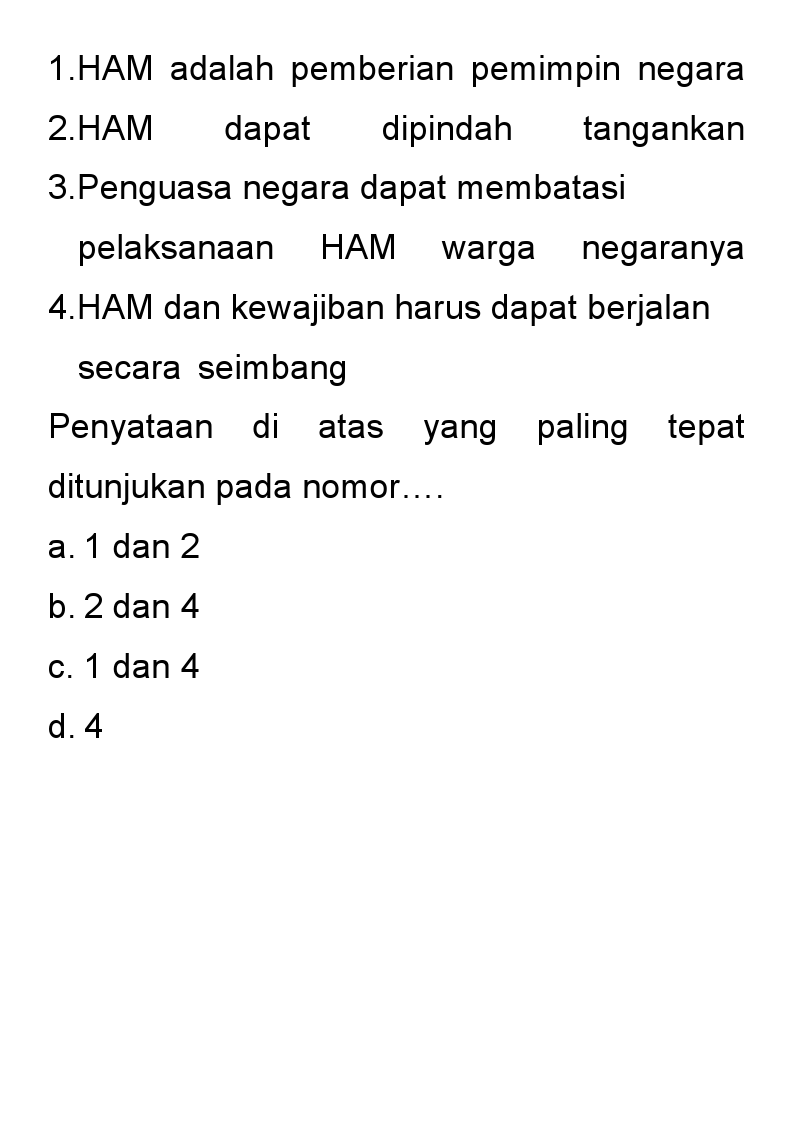 1.HAM adalah pemberian pemimpin negara
2.HAM dapat dipindah tangankan
3.Penguasa negara dapat membatasi
pelaksanaan HAM warga negaranya
4.HAM dan kewajiban harus dapat berjalan
secara seimbang
Penyataan di atas yang paling tepat
ditunjukan pada nomor….
a. 1 dan 2
b. 2 dan 4
c. 1 dan 4
d. 4